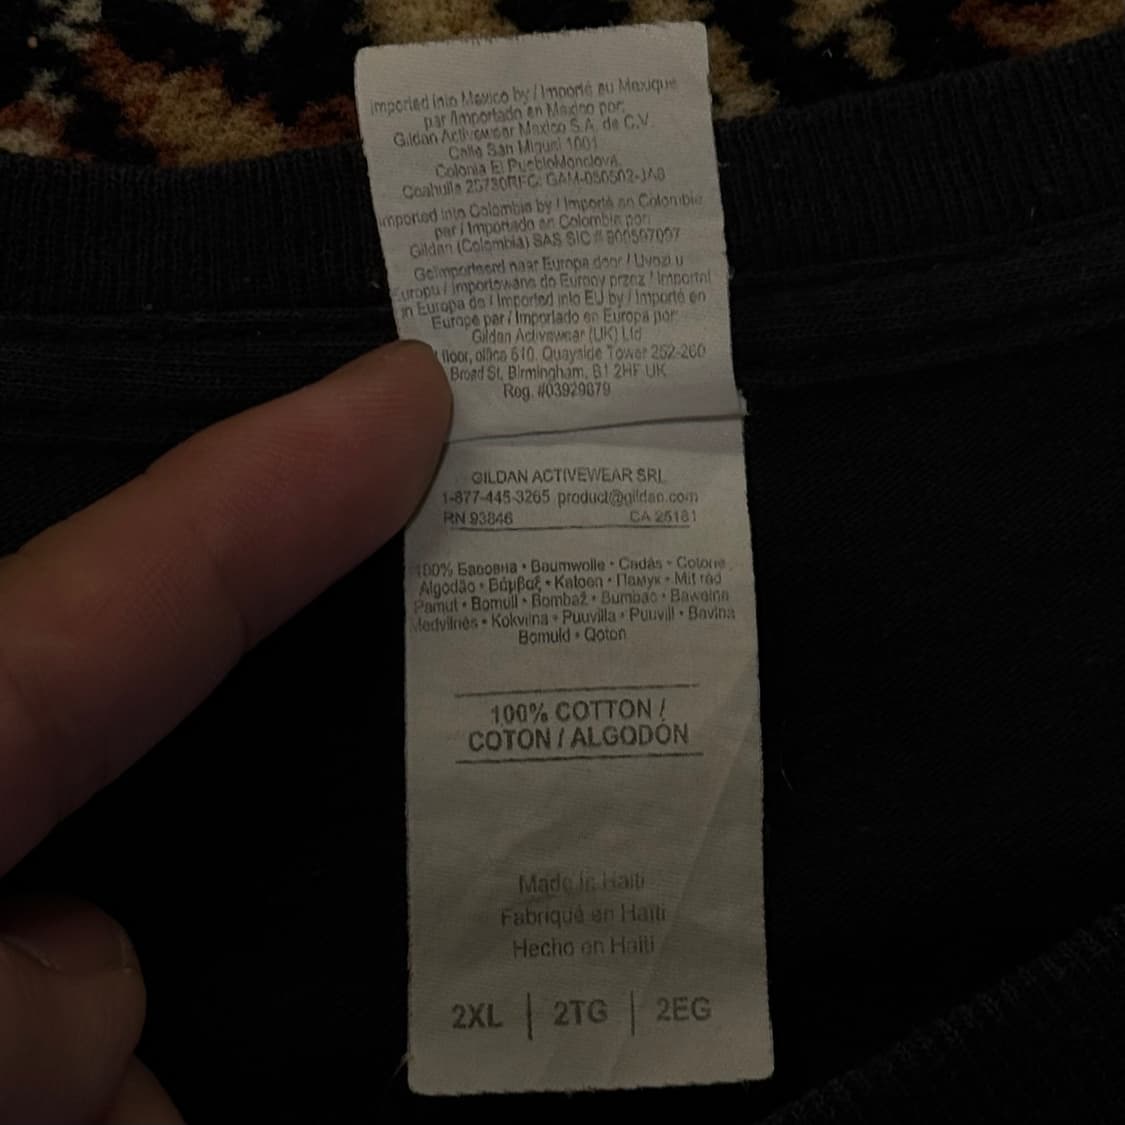 Imported into Mexico by / Importé au Mexique
par /Importado en Mexico por:
Gildan Activewear Mexico S.A. de C.V.
Calle San Miguel 1001
Colonia El PuebloMonclova,
Coahuila 25730RFC: GAM-050502-JA8
Imported into Colombia by / Importé en Colombie
par / Importado en Colombia por:
Gildan (Colombia) SAS SIC # 900507097
Geïmporteerd naar Europa door / Uvozi u
Europu / Importowane do Europy przez / Importat
in Europa de / Imported into EU by / Importé en
Europe par / Importado en Europa por:
Gildan Activewear (UK) Ltd
floor, office 610, Quayside Tower 252-260
Broad St, Birmingham, B1 2HF UK
Reg. #03929879
GILDAN ACTIVEWEAR SRL
1-877-445-3265 product@gildan.com
RN 93846 CA 25181
100% Бавовна • Baumwolle • Cadás • Cotone
Algodão • Βαμβαξ • Katoen • Памук • Mit réd
Pamut • Bomull • Bombaž • Bumbac • Bawełna
Medvilnės • Kokvilna • Puuvilla • Puuvill • Bavlna
Bomuld • Qoton
100% COTTON /
COTON / ALGODÓN
Made in Haiti
Fabriqué en Haïti
Hecho en Haiti
2XL | 2TG | 2EG